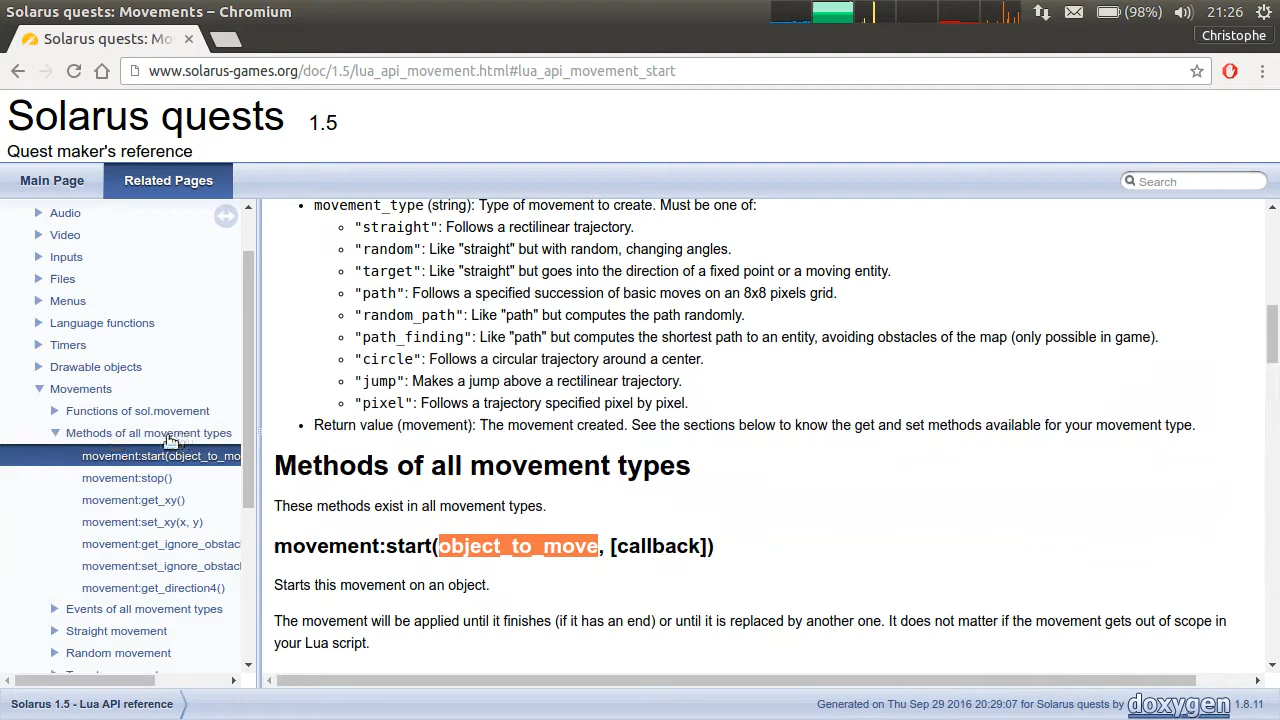 Solarus quests: Movements – Chromium
(98%)
21:26
Solarus quests: Mo
Christophe
www.solarus-games.org/doc/1.5/lua_api_movement.html#lua_api_movement_start
Solarus quests 1.5
Quest maker's reference
Main Page
Related Pages
Search
Audio
Video
Inputs
Files
Menus
Language functions
Timers
Drawable objects
Movements
Functions of sol.movement
Methods of all movement types
movement:start(object_to_mo
movement:stop()
movement:get_xy()
movement:set_xy(x, y)
movement:get_ignore_obstac
movement:set_ignore_obstac
movement:get_direction4()
Events of all movement types
Straight movement
Random movement
• movement_type (string): Type of movement to create. Must be one of:
◦ "straight": Follows a rectilinear trajectory.
◦ "random": Like "straight" but with random, changing angles.
◦ "target": Like "straight" but goes into the direction of a fixed point or a moving entity.
◦ "path": Follows a specified succession of basic moves on an 8x8 pixels grid.
◦ "random_path": Like "path" but computes the path randomly.
◦ "path_finding": Like "path" but computes the shortest path to an entity, avoiding obstacles of the map (only possible in game).
◦ "circle": Follows a circular trajectory around a center.
◦ "jump": Makes a jump above a rectilinear trajectory.
◦ "pixel": Follows a trajectory specified pixel by pixel.
• Return value (movement): The movement created. See the sections below to know the get and set methods available for your movement type.
Methods of all movement types
These methods exist in all movement types.
movement:start(object_to_move, [callback])
Starts this movement on an object.
The movement will be applied until it finishes (if it has an end) or until it is replaced by another one. It does not matter if the movement gets out of scope in
your Lua script.
Solarus 1.5 - Lua API reference
Generated on Thu Sep 29 2016 20:29:07 for Solarus quests by doxygen 1.8.11